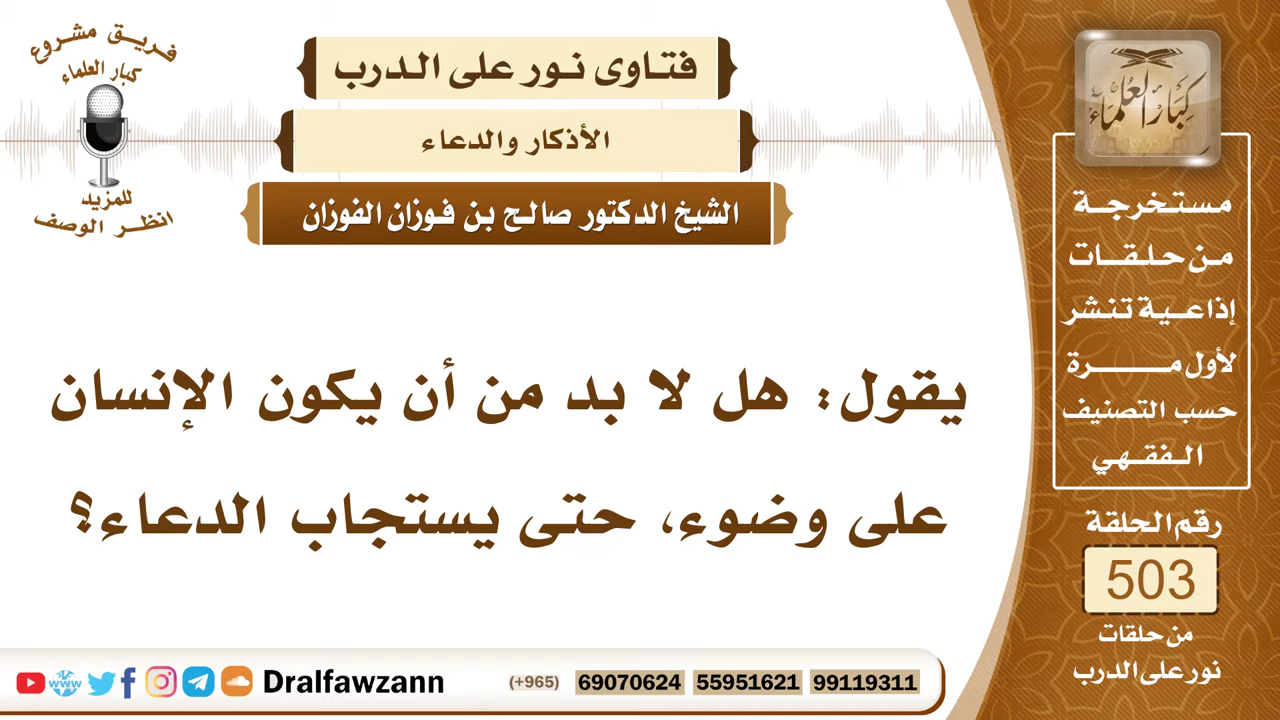 فريق مشروع
كبار العلماء
للمزيد
انظر الوصف
فتاوى نور على الدرب
الأذكار والدعاء
الشيخ الدكتور صالح بن فوزان الفوزان
يقول: هل لا بد من أن يكون الإنسان
على وضوء، حتى يستجاب الدعاء؟
كبار العلماء
مستخرجة
من حلقات
إذاعية تنشر
لأول مرة
حسب التصنيف
الفقهي
رقم الحلقة
503
من حلقات
نور على الدرب
www
Dralfawzann
(+965) 69070624 55951621 99119311